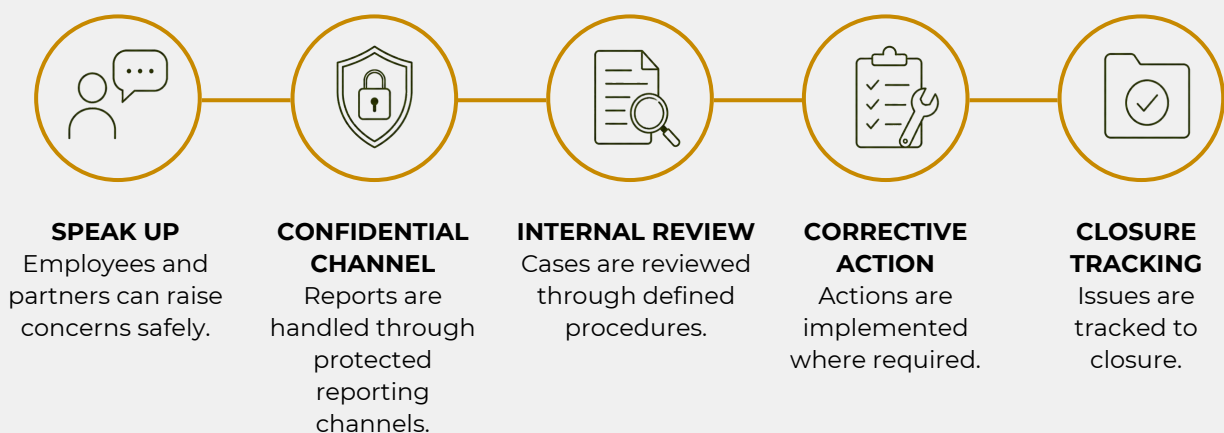 SPEAK UP
Employees and
partners can raise
concerns safely.
CONFIDENTIAL
CHANNEL
Reports are
handled through
protected
reporting
channels.
INTERNAL REVIEW
Cases are reviewed
through defined
procedures.
CORRECTIVE
ACTION
Actions are
implemented
where required.
CLOSURE
TRACKING
Issues are
tracked to
closure.